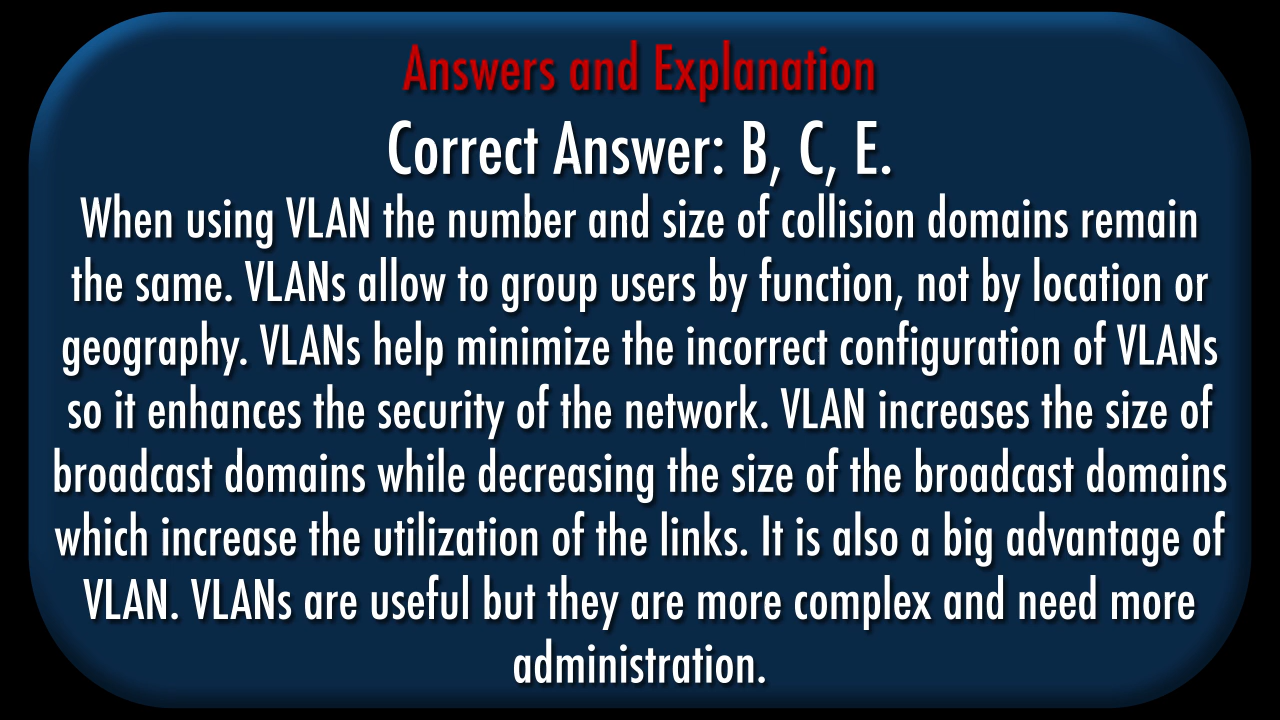 Answers and Explanation
Correct Answer: B, C, E.
When using VLAN the number and size of collision domains remain
the same. VLANs allow to group users by function, not by location or
geography. VLANs help minimize the incorrect configuration of VLANs
so it enhances the security of the network. VLAN increases the size of
broadcast domains while decreasing the size of the broadcast domains
which increase the utilization of the links. It is also a big advantage of
VLAN. VLANs are useful but they are more complex and need more
administration.